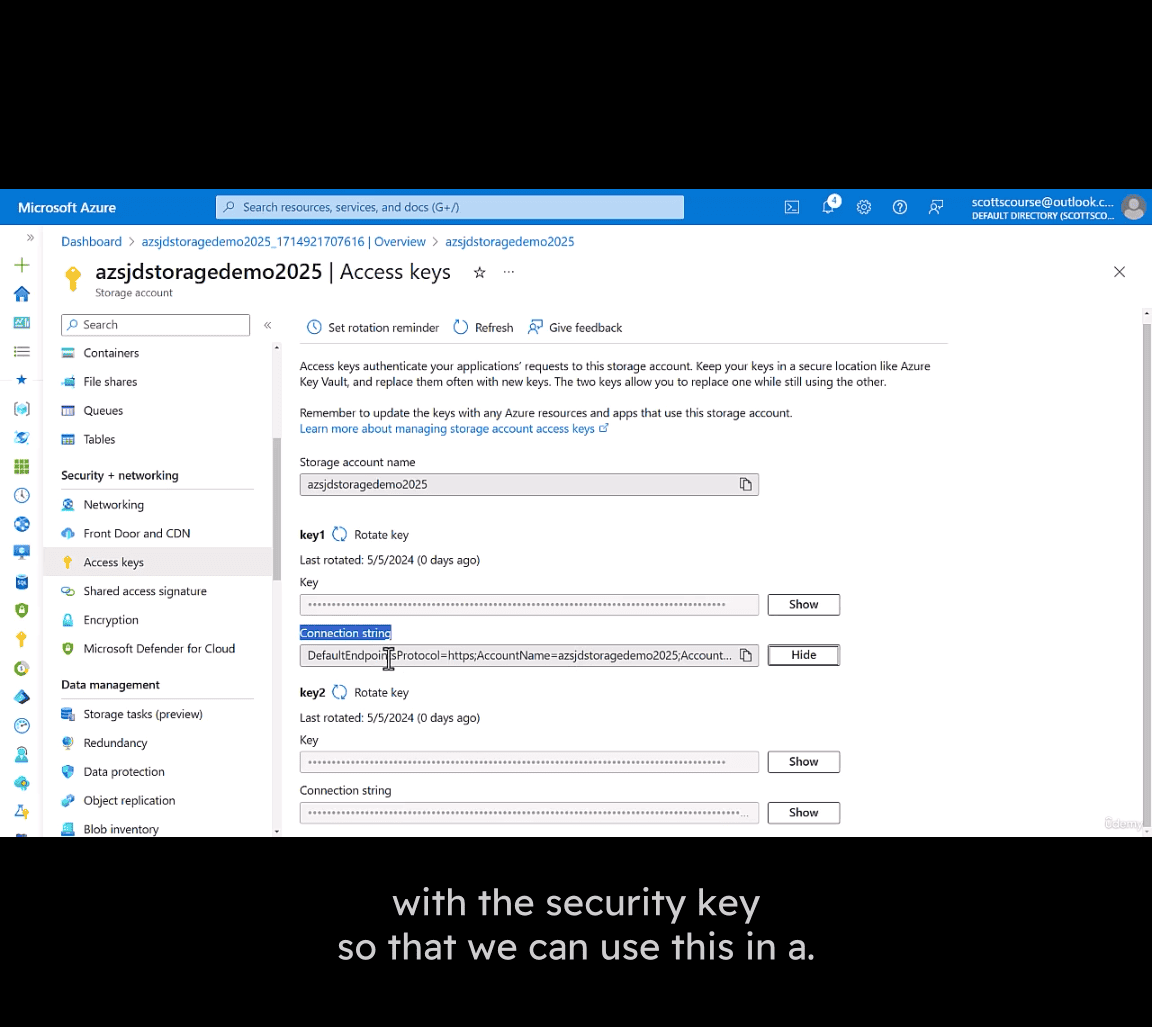 Microsoft Azure
Search resources, services, and docs (G+/)
4
scottscourse@outlook.c...
DEFAULT DIRECTORY (SCOTTSCO...
Dashboard > azsjdstoragedemo2025_1714921707616 | Overview > azsjdstoragedemo2025
azsjdstoragedemo2025 | Access keys
Storage account
Search
Containers
File shares
Queues
Tables
Security + networking
Networking
Front Door and CDN
Access keys
Shared access signature
Encryption
Microsoft Defender for Cloud
Data management
Storage tasks (preview)
Redundancy
Data protection
Object replication
Blob inventory
Set rotation reminder
Refresh
Give feedback
Access keys authenticate your applications' requests to this storage account. Keep your keys in a secure location like Azure
Key Vault, and replace them often with new keys. The two keys allow you to replace one while still using the other.
Remember to update the keys with any Azure resources and apps that use this storage account.
Learn more about managing storage account access keys
Storage account name
azsjdstoragedemo2025
key1 Rotate key
Last rotated: 5/5/2024 (0 days ago)
Key
Show
Connection string
DefaultEndpointsProtocol=https;AccountName=azsjdstoragedemo2025;Account...
Hide
key2 Rotate key
Last rotated: 5/5/2024 (0 days ago)
Key
Show
Connection string
Show
Udemy
with the security key
so that we can use this in a.